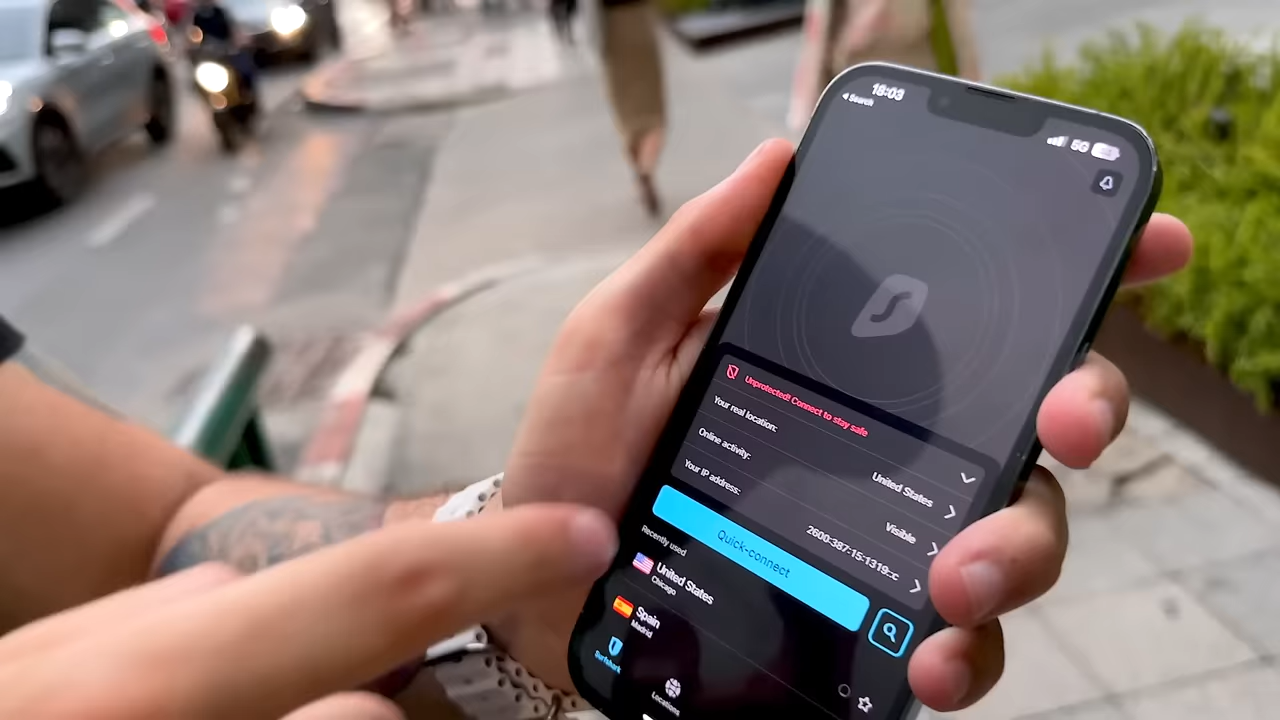 18:03
Search
5G
Unprotected! Connect to stay safe
Your real location:
United States
Online activity:
Visible
Your IP address:
2600:387:15:1319::c
Quick-connect
Recently used
United States
Chicago
Spain
Madrid
Surfshark
Locations